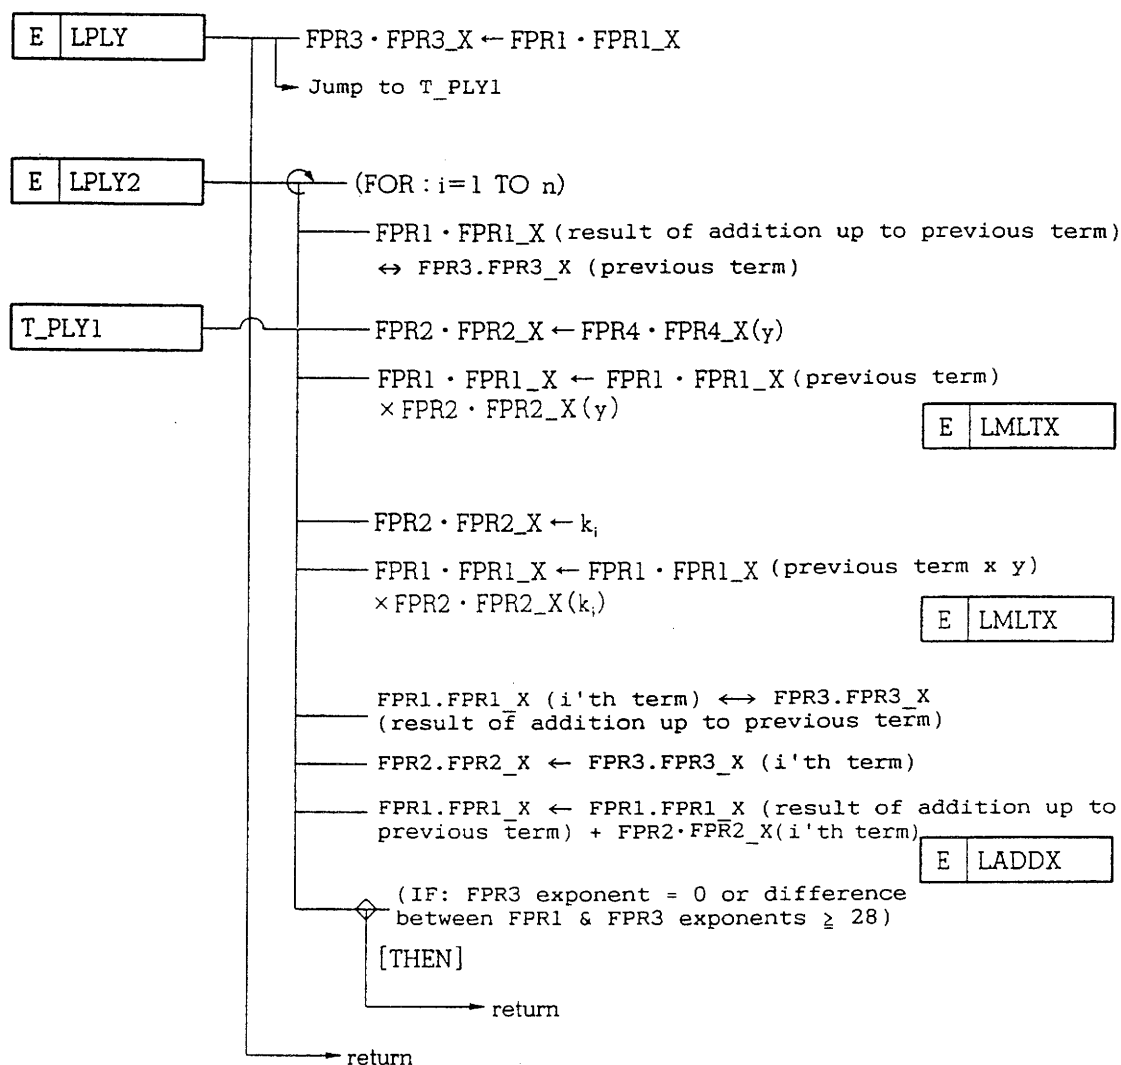 E LPLY
FPR3・FPR3_X ← FPR1・FPR1_X
Jump to T_PLY1
E LPLY2
(FOR : i=1 TO n)
FPR1・FPR1_X (result of addition up to previous term)
↔ FPR3.FPR3_X (previous term)
T_PLY1
FPR2・FPR2_X ← FPR4・FPR4_X(y)
FPR1・FPR1_X ← FPR1・FPR1_X (previous term)
×FPR2・FPR2_X(y)
E LMLTX
FPR2・FPR2_X ← kᵢ
FPR1・FPR1_X ← FPR1・FPR1_X (previous term x y)
×FPR2・FPR2_X(kᵢ)
E LMLTX
FPR1.FPR1_X (i'th term) ↔ FPR3.FPR3_X
(result of addition up to previous term)
FPR2.FPR2_X ← FPR3.FPR3_X (i'th term)
FPR1.FPR1_X ← FPR1.FPR1_X (result of addition up to
previous term) + FPR2・FPR2_X(i'th term)
E LADDX
(IF: FPR3 exponent = 0 or difference
between FPR1 & FPR3 exponents ≧ 28)
[THEN]
return
return